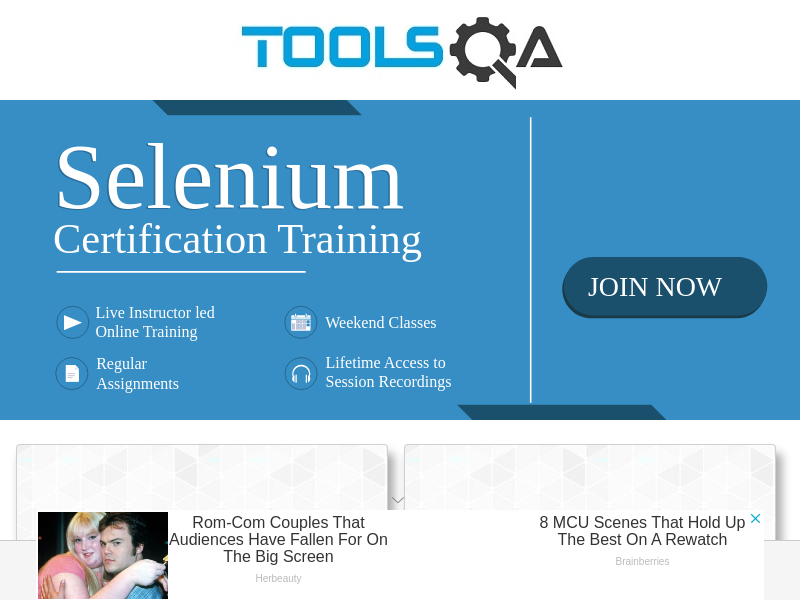 TOOLSQA
Selenium
Certification Training
JOIN NOW
Live Instructor led
Online Training
Weekend Classes
Regular
Assignments
Lifetime Access to
Session Recordings
Rom-Com Couples That
Audiences Have Fallen For On
The Big Screen
Herbeauty
8 MCU Scenes That Hold Up
The Best On A Rewatch
Brainberries